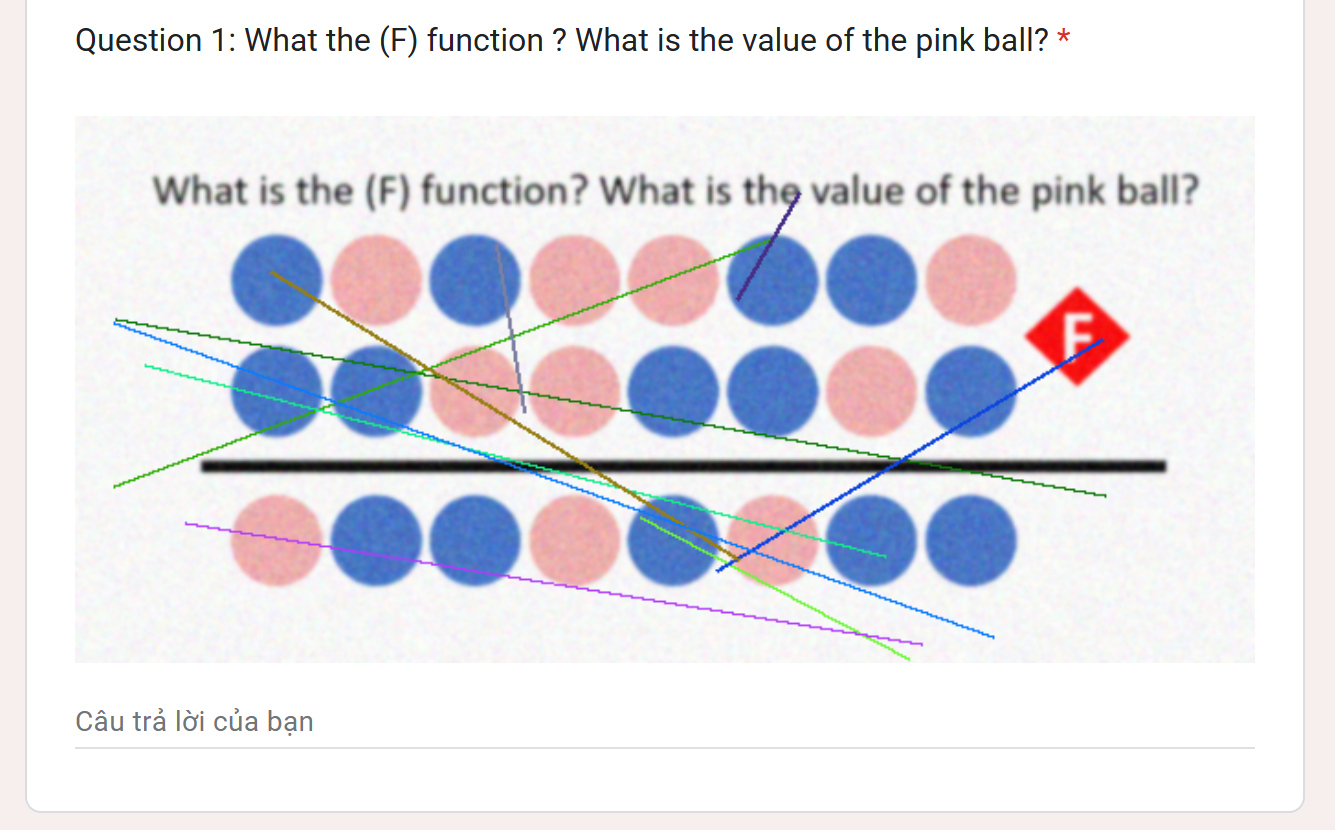 Question 1: What the (F) function ? What is the value of the pink ball? *
What is the (F) function? What is the value of the pink ball?
F
Câu trả lời của bạn